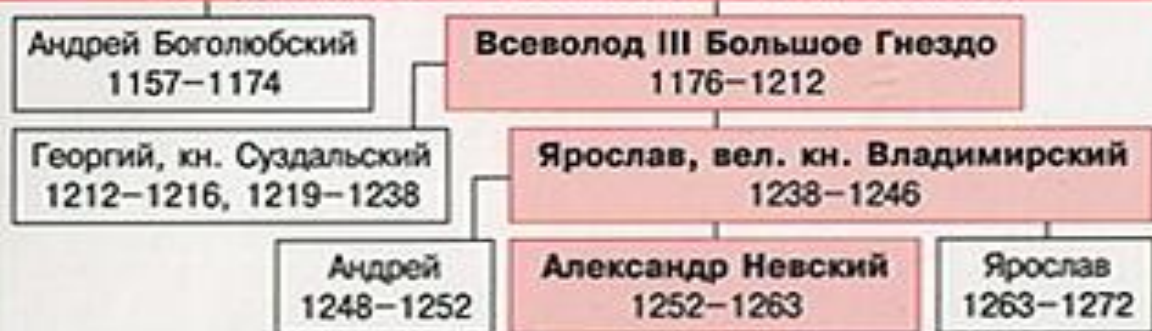 Андрей Боголюбский
1157–1174
Всеволод III Большое Гнездо
1176–1212
Георгий, кн. Суздальский
1212–1216, 1219–1238
Ярослав, вел. кн. Владимирский
1238–1246
Андрей
1248–1252
Александр Невский
1252–1263
Ярослав
1263–1272